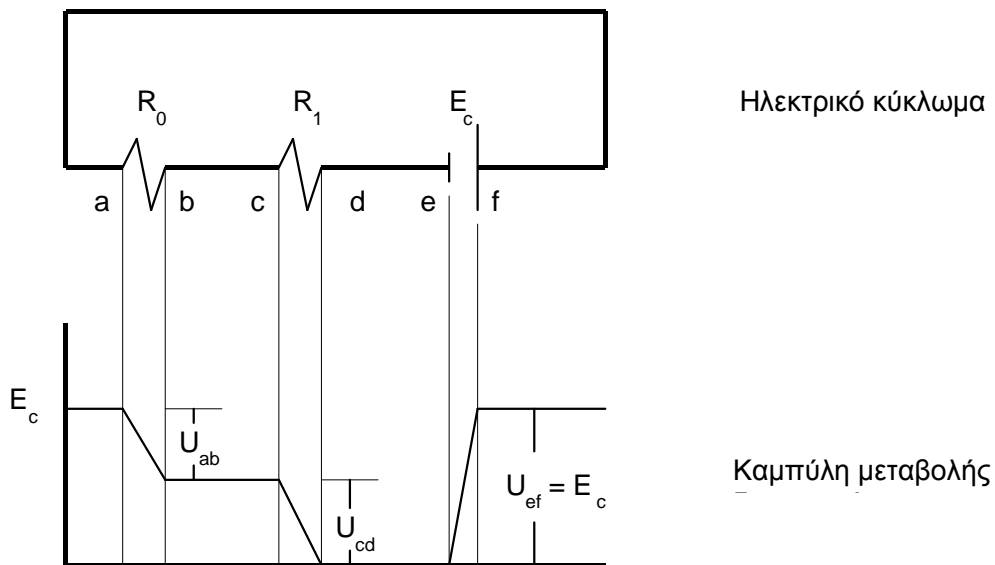 R0 R1 Ec
Ηλεκτρικό κύκλωμα
a b c d e f
Ec
Uab
Ucd
Uef = Ec
Καμπύλη μεταβολής